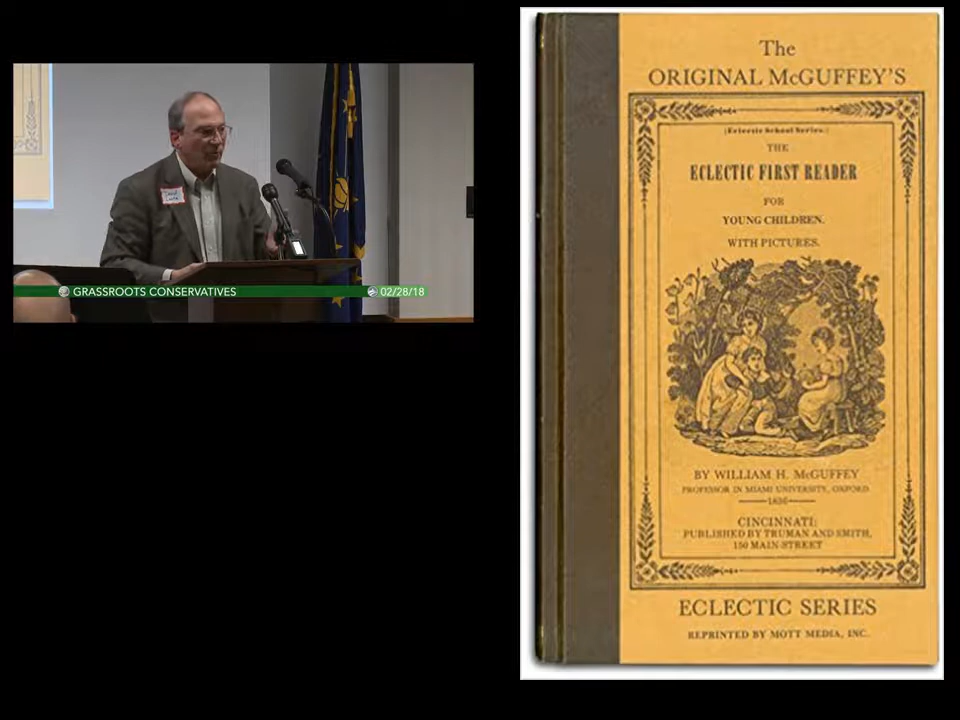 GRASSROOTS CONSERVATIVES
02/28/18
The
ORIGINAL McGUFFEY'S
(Eclectic School Series.)
THE
ECLECTIC FIRST READER
FOR
YOUNG CHILDREN.
WITH PICTURES.
BY WILLIAM H. McGUFFEY
PROFESSOR IN MIAMI UNIVERSITY, OXFORD.
1836
CINCINNATI:
PUBLISHED BY TRUMAN AND SMITH,
150 MAIN-STREET
ECLECTIC SERIES
REPRINTED BY MOTT MEDIA, INC.